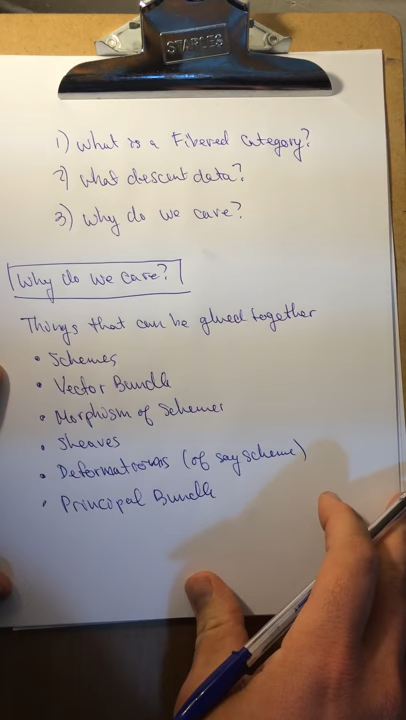 STAPLES
1) What is a Fibered Category?
2) what descent data?
3) Why do we care?
Why do we care?
Things that can be glued together
• Schemes
• Vector Bundle
• Morphism of Schemes
• Sheaves
• Deformations (of say scheme)
• Principal Bundle